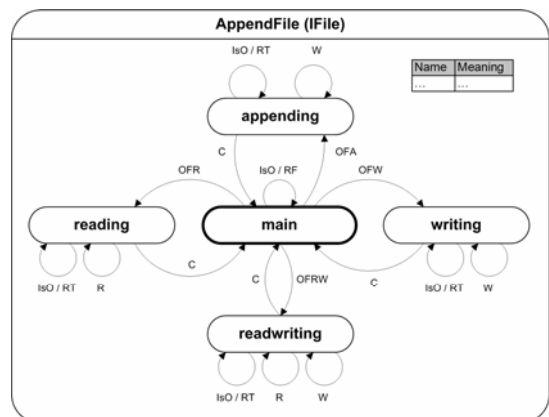 AppendFile (IFile)
IsO / RT W
Name Meaning
... ...
appending
C OFA
OFR IsO / RF OFW
reading main writing
C C OFRW C
IsO / RT R IsO / RT W
readwriting
IsO / RT R W